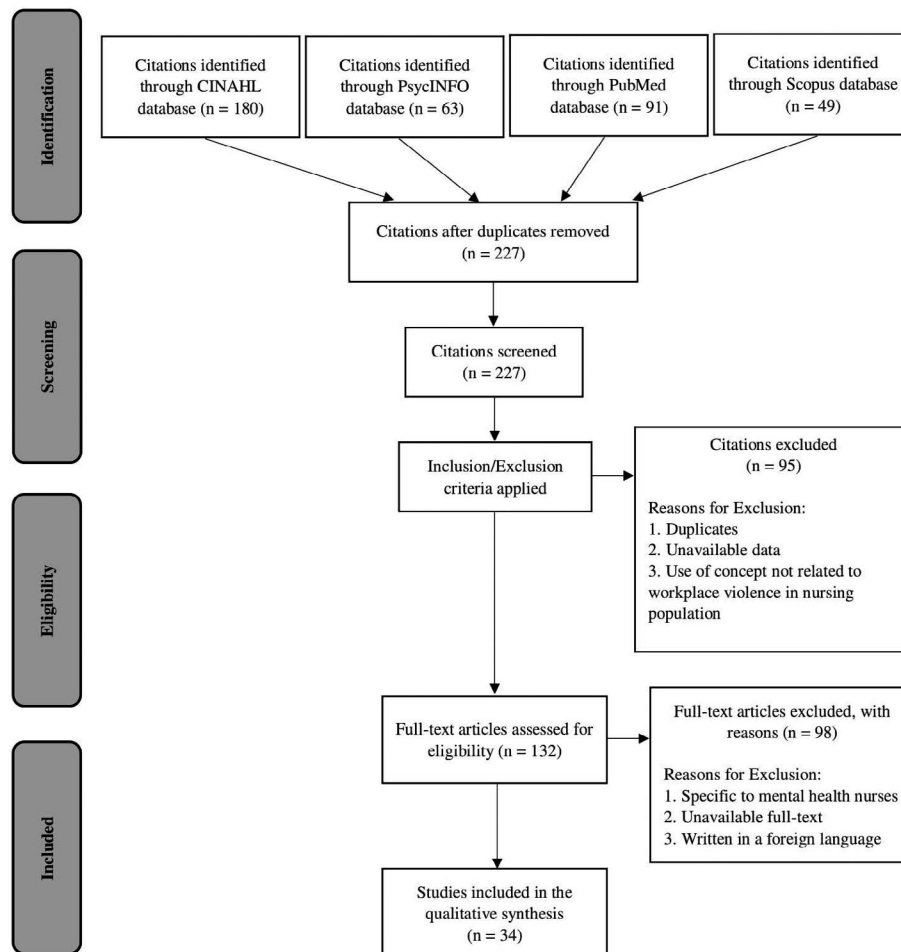 Identification
Citations identified
through CINAHL
database (n = 180)
Citations identified
through PsycINFO
database (n = 63)
Citations identified
through PubMed
database (n = 91)
Citations identified
through Scopus database
(n = 49)
Citations after duplicates removed
(n = 227)
Screening
Citations screened
(n = 227)
Inclusion/Exclusion
criteria applied
Citations excluded
(n = 95)
Reasons for Exclusion:
1. Duplicates
2. Unavailable data
3. Use of concept not related to
workplace violence in nursing
population
Eligibility
Full-text articles assessed for
eligibility (n = 132)
Full-text articles excluded, with
reasons (n = 98)
Reasons for Exclusion:
1. Specific to mental health nurses
2. Unavailable full-text
3. Written in a foreign language
Included
Studies included in the
qualitative synthesis
(n = 34)